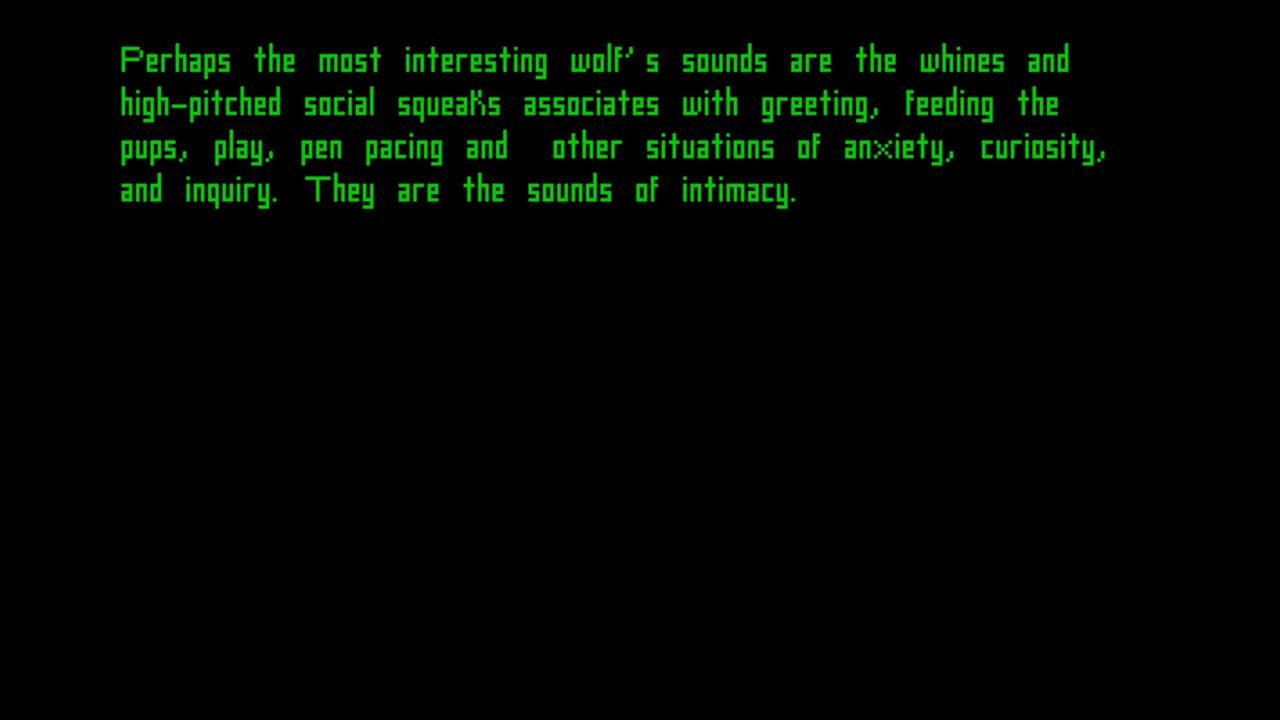 Perhaps the most interesting wolf's sounds are the whines and
high-pitched social squeaks associates with greeting, feeding the
pups, play, pen pacing and other situations of anxiety, curiosity,
and inquiry. They are the sounds of intimacy.